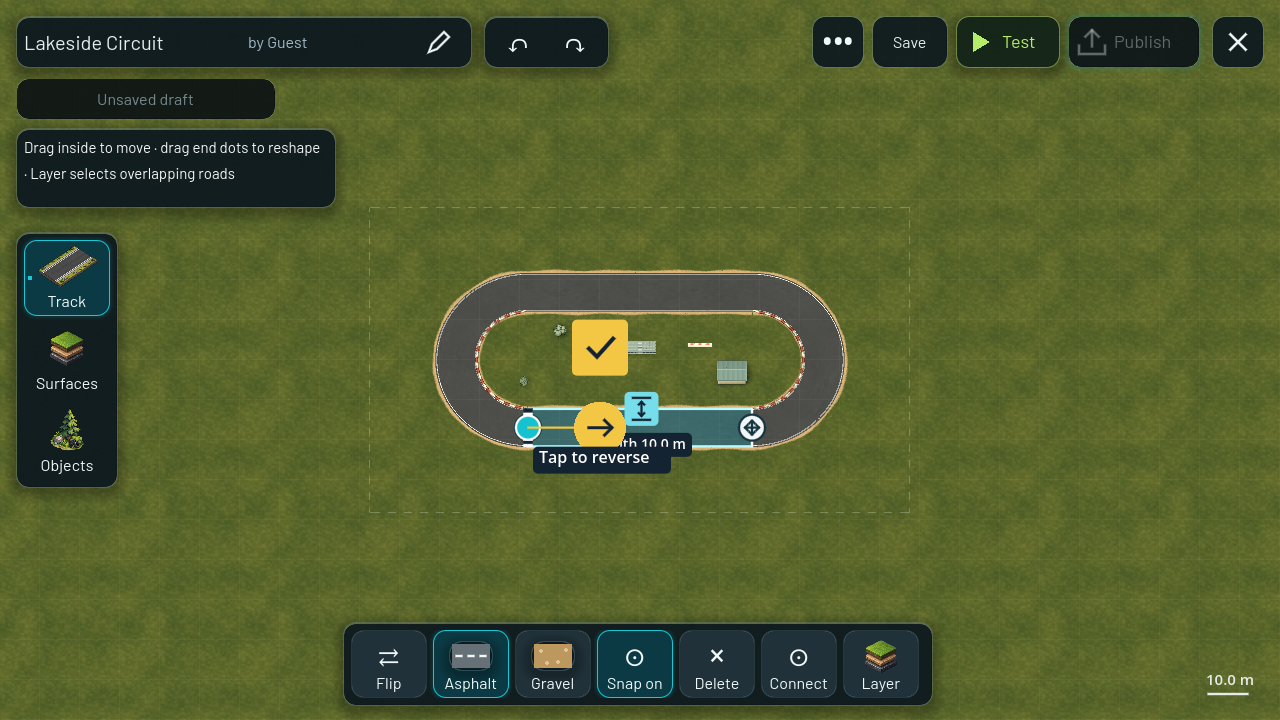 Lakeside Circuit
by Guest
Save
Test
Publish
Unsaved draft
Drag inside to move · drag end dots to reshape
· Layer selects overlapping roads
Track
Surfaces
Objects
10.0 m
Tap to reverse
Flip
Asphalt
Gravel
Snap on
Delete
Connect
Layer
10.0 m